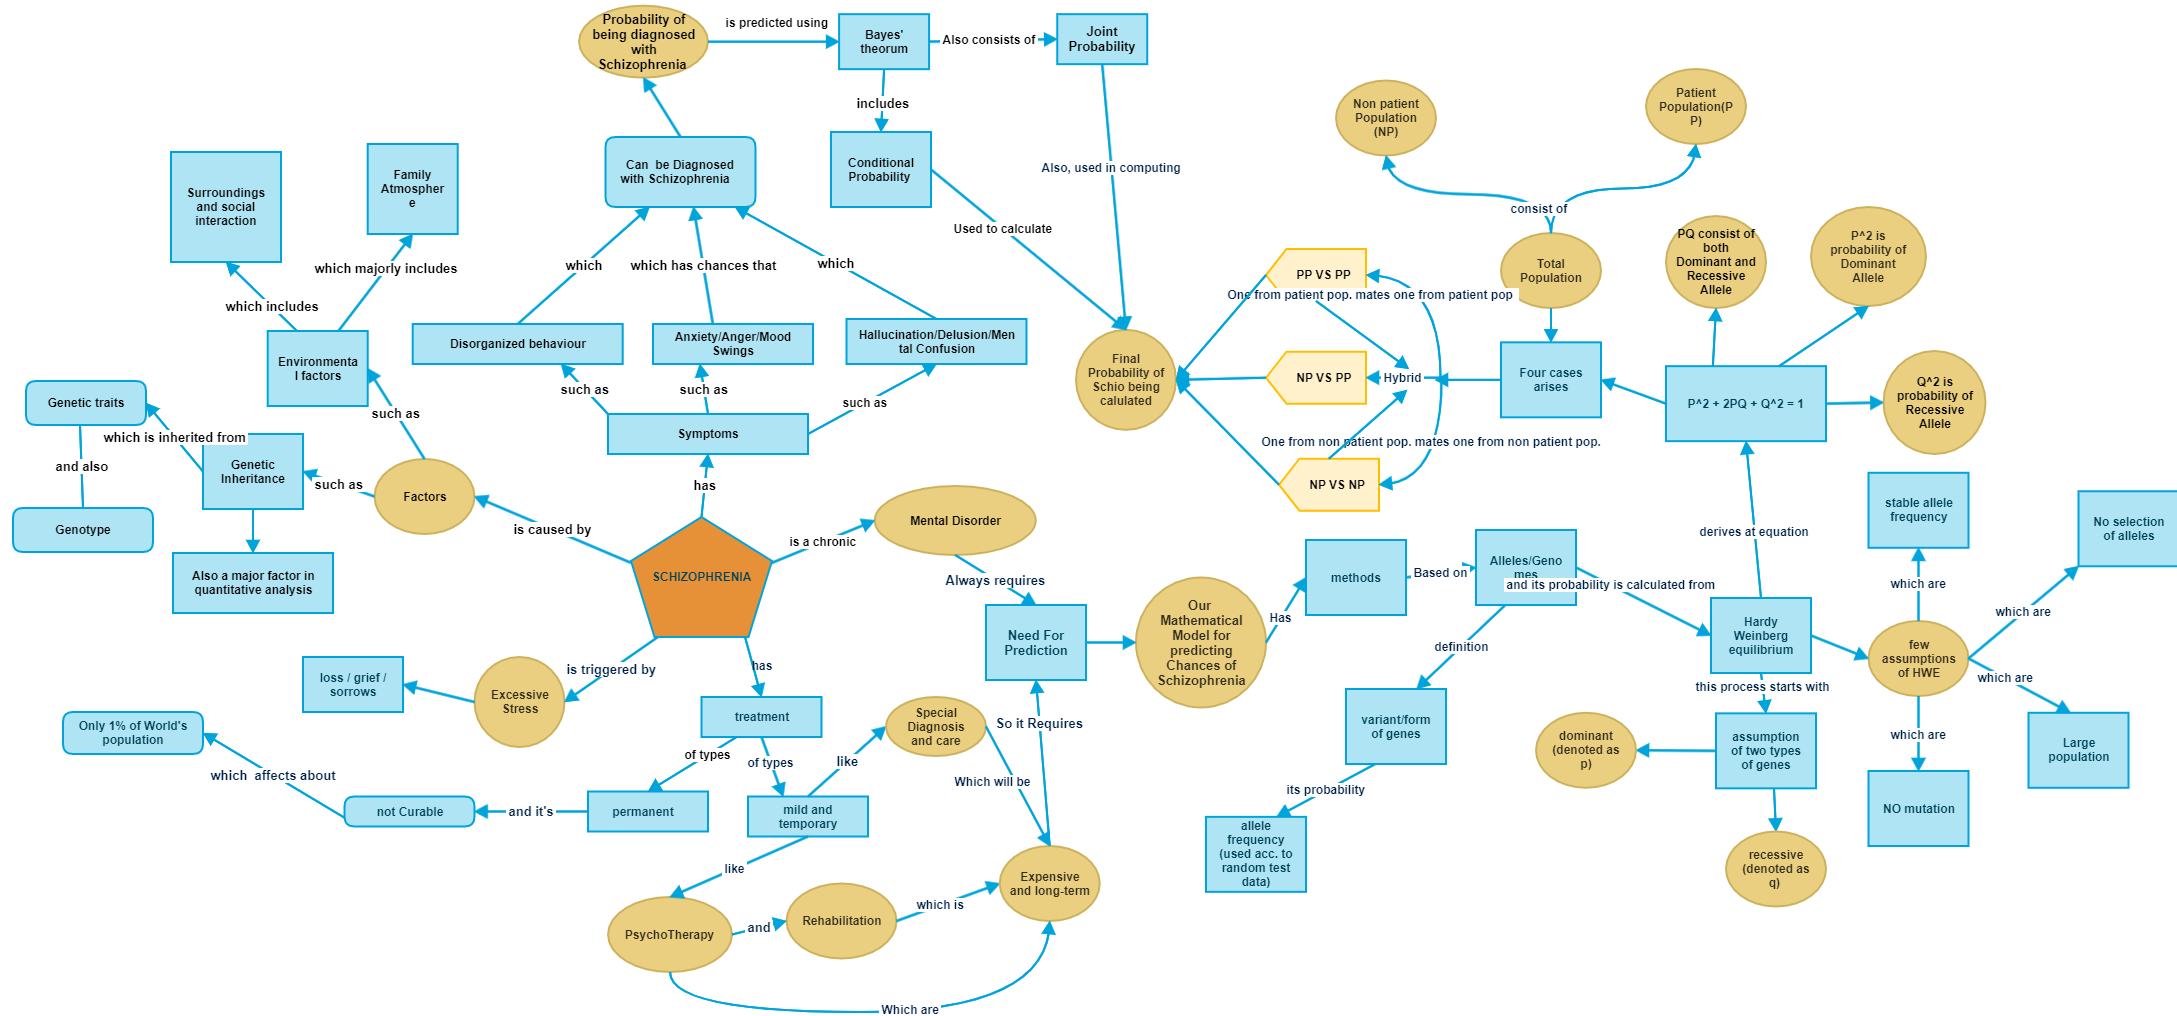 Probability of
being diagnosed
with
Schizophrenia
is predicted using
Bayes'
theorum
Also consists of
Joint
Probability
includes
Conditional
Probability
Also, used in computing
Used to calculate
Can  be Diagnosed
with Schizophrenia
Surroundings
and social
interaction
Family
Atmospher
e
which majorly includes
which includes
Environmenta
l factors
which
which has chances that
which
Disorganized behaviour
Anxiety/Anger/Mood
Swings
Hallucination/Delusion/Men
tal Confusion
such as
such as
such as
Symptoms
has
Genetic traits
which is inherited from
and also
Genotype
Genetic
Inheritance
such as
such as
Factors
Also a major factor in
quantitative analysis
is caused by
SCHIZOPHRENIA
is a chronic
Mental Disorder
Always requires
Need For
Prediction
is triggered by
Excessive
Stress
loss / grief /
sorrows
has
treatment
of types
of types
permanent
and it's
not Curable
which  affects about
Only 1% of World's
population
mild and
temporary
like
Special
Diagnosis
and care
Which will be
So it Requires
like
PsychoTherapy
and
Rehabilitation
which is
Expensive
and long-term
Which are
Non patient
Population
(NP)
Patient
Population(P
P)
consist of
Total
Population
PQ consist of
both
Dominant and
Recessive
Allele
P^2 is
probability of
Dominant
Allele
Q^2 is
probability of
Recessive
Allele
PP VS PP
One from patient pop. mates one from patient pop
NP VS PP
Hybrid
Four cases
arises
P^2 + 2PQ + Q^2 = 1
Final
Probability of
Schio being
calulated
One from non patient pop. mates one from non patient pop.
NP VS NP
derives at equation
Our
Mathematical
Model for
predicting
Chances of
Schizophrenia
Has
methods
Based on
Alleles/Geno
mes
and its probability is calculated from
definition
variant/form
of genes
its probability
allele
frequency
(used acc. to
random test
data)
Hardy
Weinberg
equilibrium
this process starts with
assumption
of two types
of genes
dominant
(denoted as
p)
recessive
(denoted as
q)
few
assumptions
of HWE
which are
stable allele
frequency
which are
No selection
of alleles
which are
Large
population
which are
NO mutation